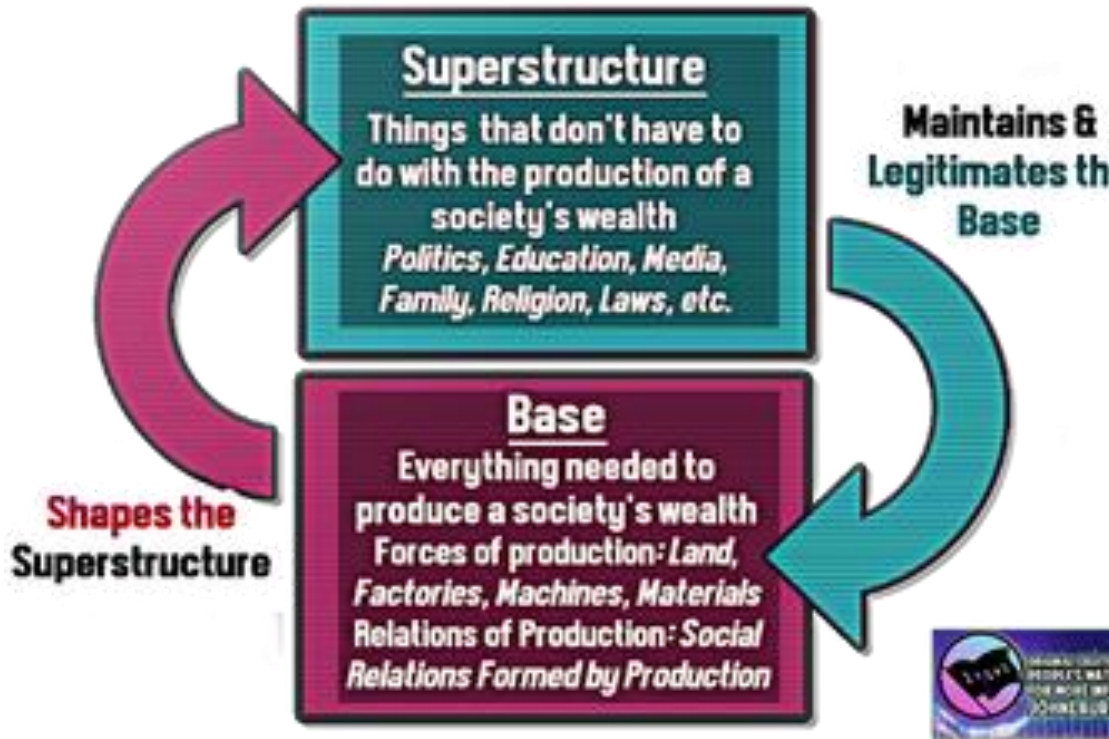 Superstructure
Things that don't have to
do with the production of a
society's wealth
Politics, Education, Media,
Family, Religion, Laws, etc.
Maintains &
Legitimates th
Base
Base
Everything needed to
produce a society's wealth
Forces of production: Land,
Factories, Machines, Materials
Relations of Production: Social
Relations Formed by Production
Shapes the
Superstructure